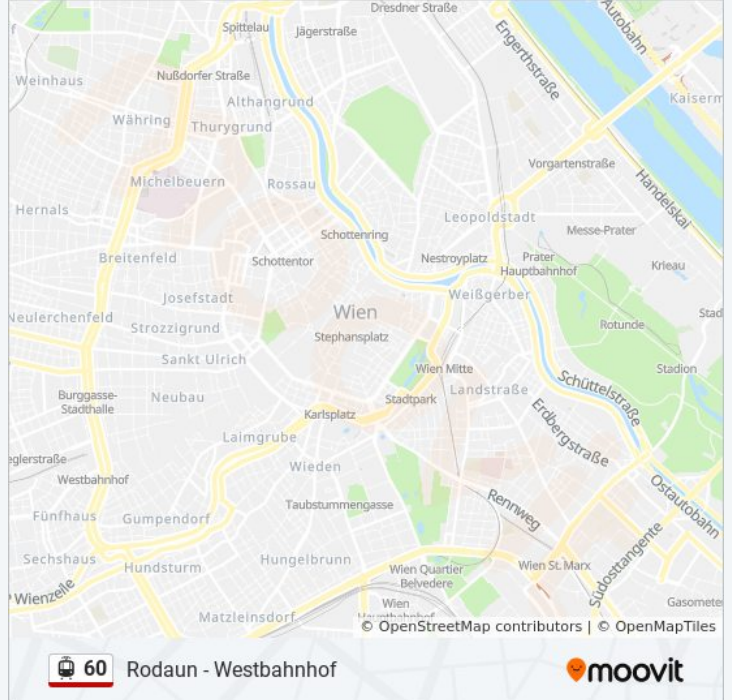 Dresdner Straße
Autobahn
Spittelau
Jägerstraße
Engerthstraße
Weinhaus
Nußdorfer Straße
Althangrund
Kaiserm
Währing
Thurygrund
Vorgartenstraße
Michelbeuern
Rossau
Handelskai
Hernals
Leopoldstadt
Schottenring
Messe-Prater
Breitenfeld
Schottentor
Nestroyplatz
Prater
Hauptbahnhof
Krieau
Josefstadt
Weißgerber
Neulerchenfeld
Wien
Stad
Strozzigrund
Stephansplatz
Rotunde
Sankt Ulrich
Wien Mitte
Stadion
Burggasse-
Stadthalle
Neubau
Landstraße
Schüttelstraße
Stadtpark
Karlsplatz
Erdbergstraße
Laimgrube
eglerstraße
Wieden
Westbahnhof
Ostautobahn
Taubstummengasse
Rennweg
Fünfhaus
Gumpendorf
Sechshaus
Hundsturm
Hungelbrunn
Wien Quartier
Belvedere
Wien St. Marx
Südosttangente
Wienzeile
Wien
Hauptbahnhof
Gasomete
Matzleinsdorf
© OpenStreetMap contributors | © OpenMapTiles
60 Rodaun - Westbahnhof
moovit